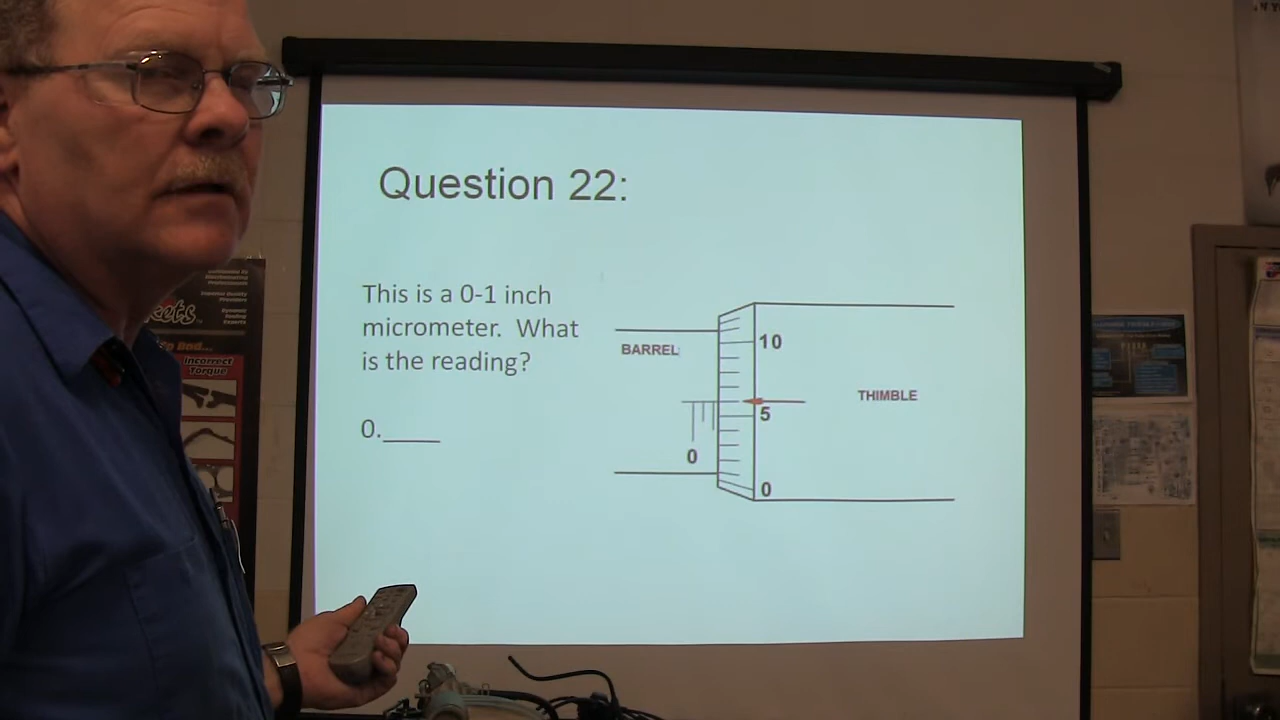 Question 22:
This is a 0-1 inch
micrometer. What
is the reading?
0.____
BARREL
10
THIMBLE
5
0
0
Incorrect
Torque